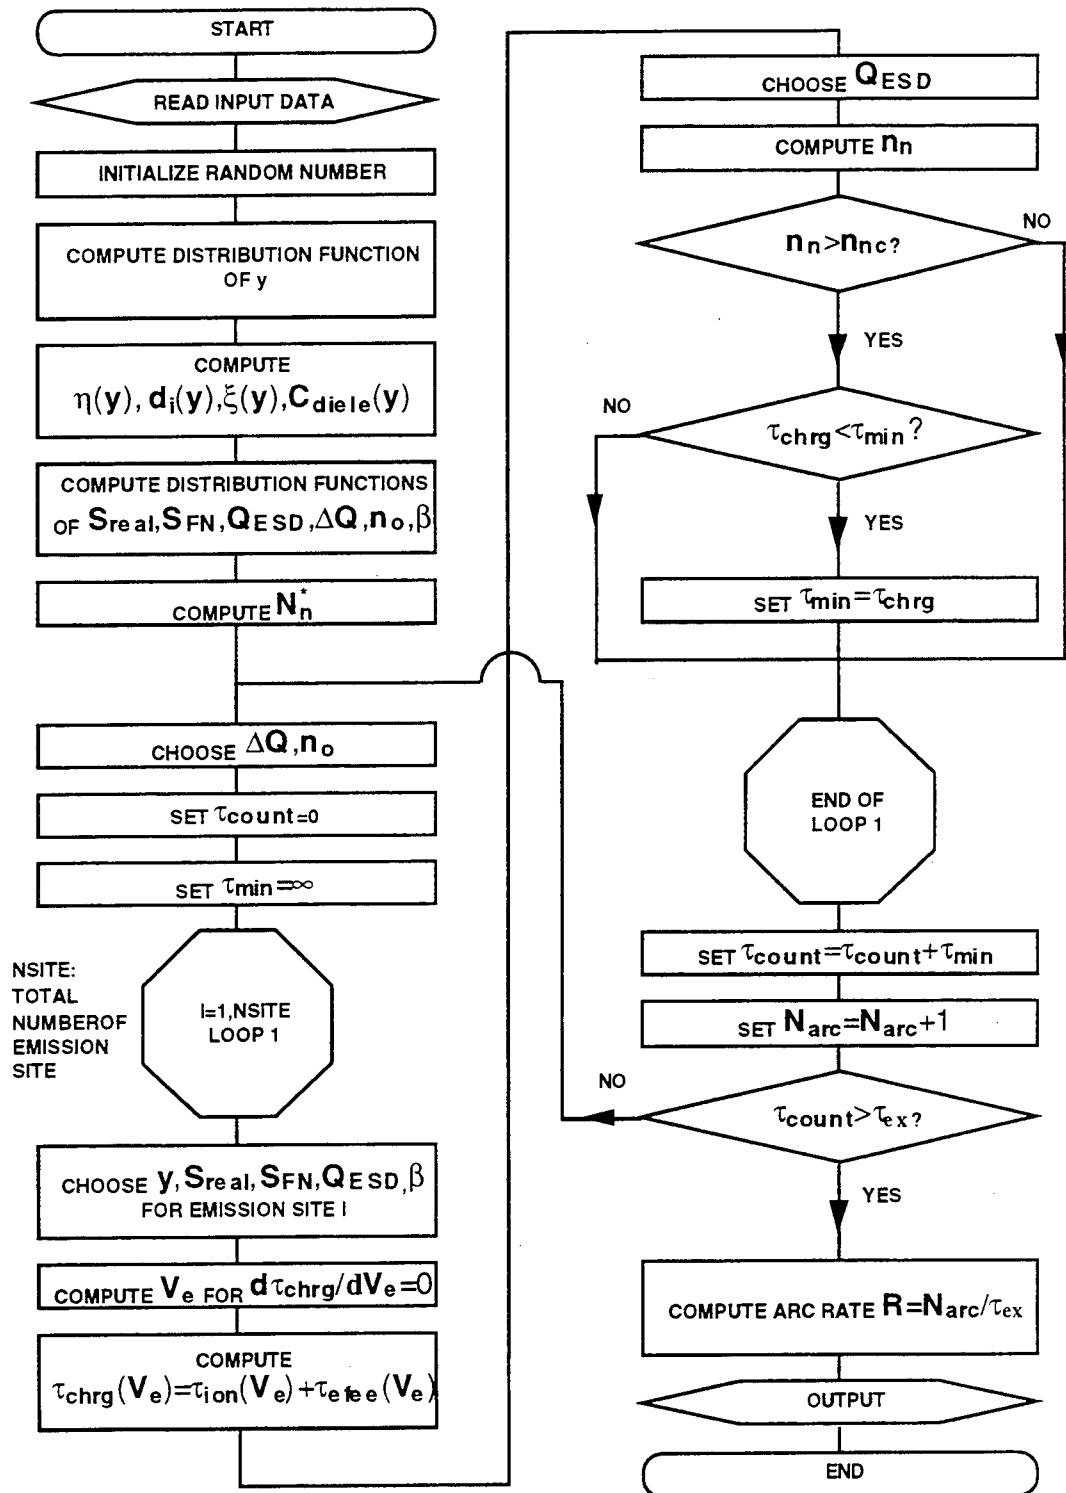 START
READ INPUT DATA
INITIALIZE RANDOM NUMBER
COMPUTE DISTRIBUTION FUNCTION
OF y
COMPUTE
η(y), di(y),ξ(y),Cdiele(y)
COMPUTE DISTRIBUTION FUNCTIONS
OF Sreal,SFN,QESD,ΔQ,no,β
COMPUTE Nn*
CHOOSE ΔQ,no
SET τcount=0
SET τmin=∞
NSITE:
TOTAL
NUMBEROF
EMISSION
SITE
I=1,NSITE
LOOP 1
CHOOSE y,Sreal,SFN,QESD,β
FOR EMISSION SITE I
COMPUTE Ve FOR dτchrg/dVe=0
COMPUTE
τchrg(Ve)=τion(Ve)+τefee(Ve)
CHOOSE QESD
COMPUTE nn
nn>nnc?
NO
YES
τchrg<τmin?
NO
YES
SET τmin=τchrg
END OF
LOOP 1
SET τcount=τcount+τmin
SET Narc=Narc+1
NO
τcount>τex?
YES
COMPUTE ARC RATE R=Narc/τex
OUTPUT
END